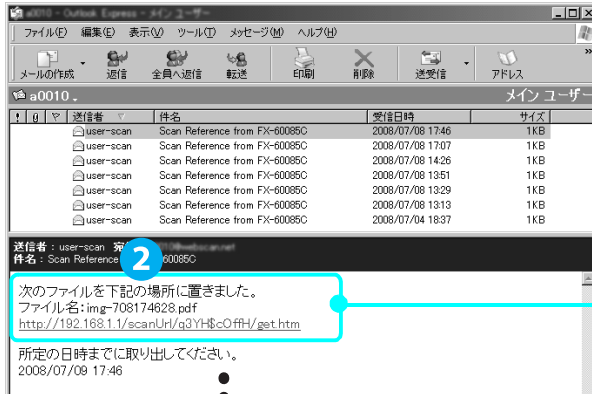 a0010 - Outlook Express - メイン ユーザー
ファイル(F) 編集(E) 表示(V) ツール(T) メッセージ(M) ヘルプ(H)
メールの作成 返信 全員へ返信 転送 印刷 削除 送受信 アドレス »
a0010 . メイン ユーザー
! 送信者 件名 受信日時 サイズ
user-scan Scan Reference from FX-60085C 2008/07/08 17:46 1KB
user-scan Scan Reference from FX-60085C 2008/07/08 17:07 1KB
user-scan Scan Reference from FX-60085C 2008/07/08 14:26 1KB
user-scan Scan Reference from FX-60085C 2008/07/08 13:51 1KB
user-scan Scan Reference from FX-60085C 2008/07/08 13:29 1KB
user-scan Scan Reference from FX-60085C 2008/07/08 13:13 1KB
user-scan Scan Reference from FX-60085C 2008/07/04 18:37 1KB
送信者 : user-scan
件名 : Scan Reference 60085C
2
次のファイルを下記の場所に置きました。
ファイル名:img-708174628.pdf
http://192.168.1.1/scanUrl/q3YH$cOffH/get.htm
所定の日時までに取り出してください。
2008/07/09 17:46